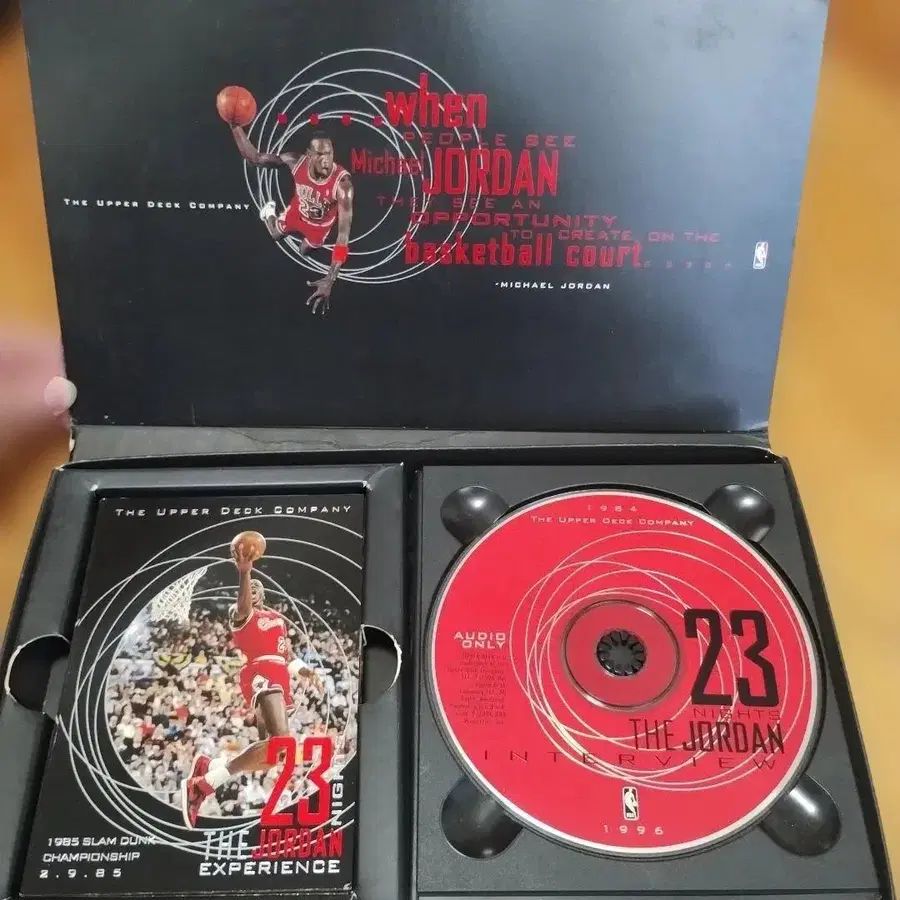 ....when
PEOPLE SEE
Michael JORDAN
THEY SEE AN
OPPORTUNITY
TO CREATE ON THE
basketball court.
THE UPPER DECK COMPANY
-MICHAEL JORDAN
BULLS
23
THE UPPER DECK COMPANY
23
NIGHTS
THE JORDAN
EXPERIENCE
1985 SLAM DUNK
CHAMPIONSHIP
2.9.85
1984
THE UPPER DECK COMPANY
AUDIO
ONLY
23
NIGHTS
THE JORDAN
INTERVIEW
1996